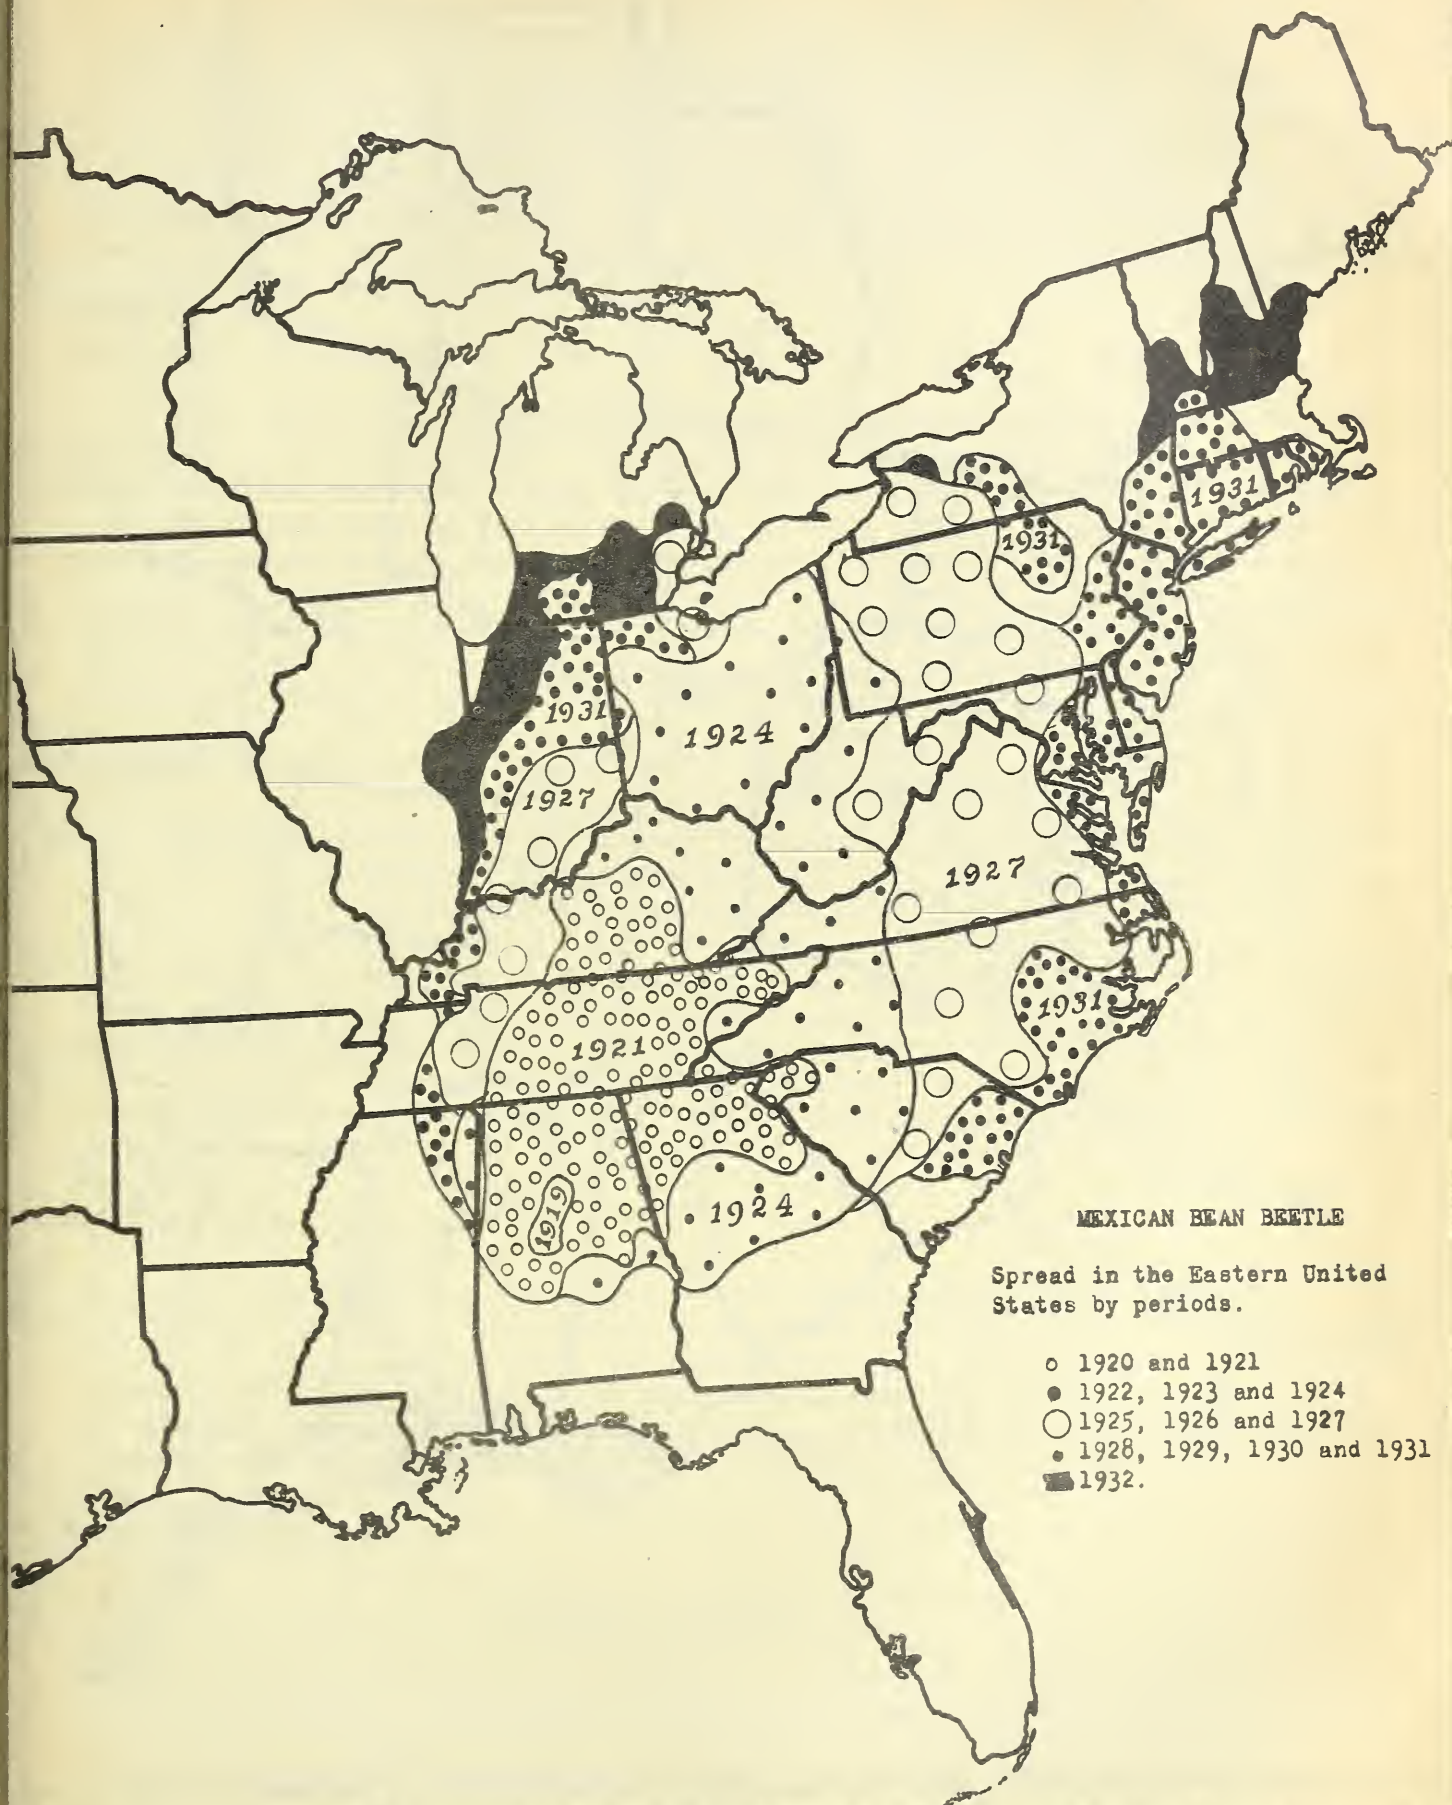 1931
1931
1931
1924
1927
1927
1931
1921
1919
1924
MEXICAN BEAN BEETLE
Spread in the Eastern United
States by periods.
1920 and 1921
1922, 1923 and 1924
1925, 1926 and 1927
1928, 1929, 1930 and 1931
1932.